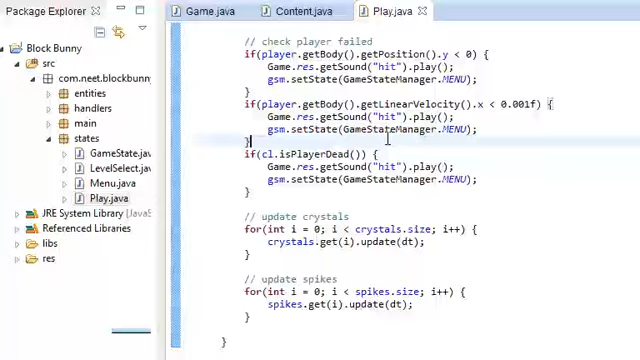 Package Explorer
Game.java
Content.java
Play.java
Block Bunny
src
com.neet.blockbunny
entities
handlers
main
states
GameState.java
LevelSelect.java
Menu.java
Play.java
JRE System Library
Referenced Libraries
libs
res
// check player failed
if(player.getBody().getPosition().y < 0) {
Game.res.getSound("hit").play();
gsm.setState(GameStateManager.MENU);
}
if(player.getBody().getLinearVelocity().x < 0.001f) {
Game.res.getSound("hit").play();
gsm.setState(GameStateManager.MENU);
}
if(cl.isPlayerDead()) {
Game.res.getSound("hit").play();
gsm.setState(GameStateManager.MENU);
}
// update crystals
for(int i = 0; i < crystals.size; i++) {
crystals.get(i).update(dt);
}
// update spikes
for(int i = 0; i < spikes.size; i++) {
spikes.get(i).update(dt);
}
}